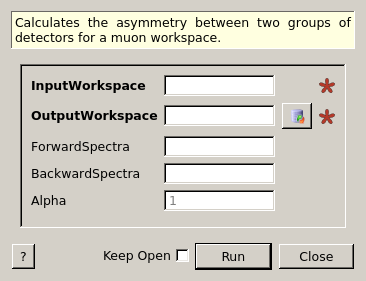 Calculates the asymmetry between two groups of
detectors for a muon workspace.
InputWorkspace
OutputWorkspace
ForwardSpectra
BackwardSpectra
Alpha 1
? Keep Open Run Close